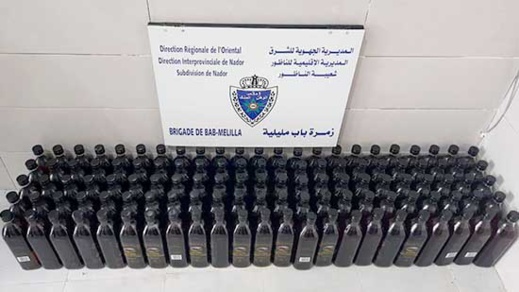 Direction Régionale de l'Oriental
Direction Interprovinciale de Nador
Subdivision de Nador
المديرية الجهوية للشرق
المديرية الإقليمية للناظور
شعيبة الناظور
BRIGADE DE BAB-MELILLA
زمرة باب مليلية